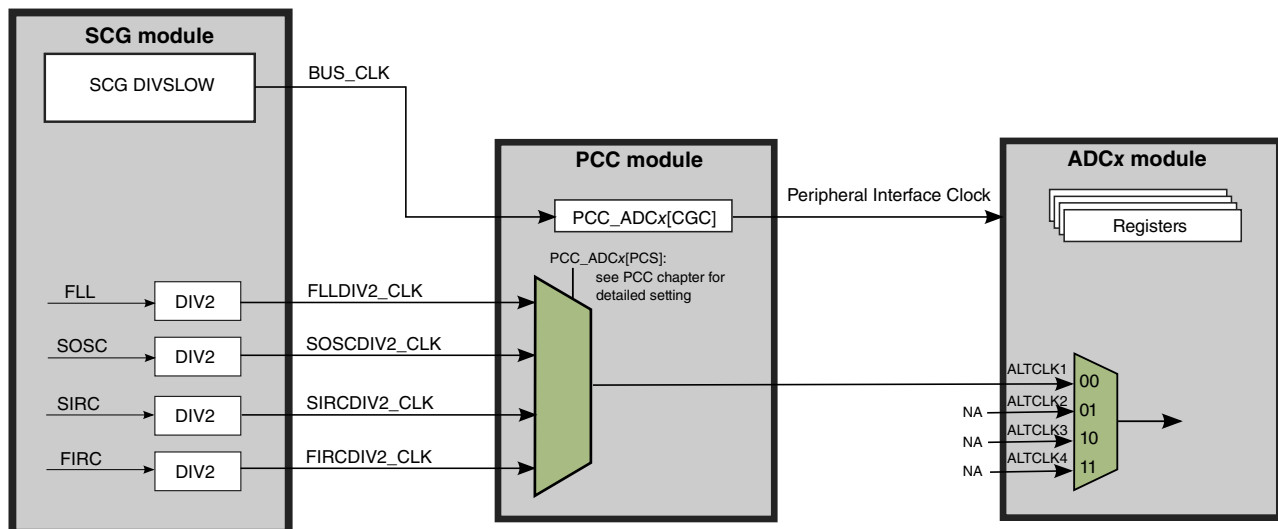 SCG module
SCG DIVSLOW
BUS_CLK
PCC module
ADCx module
PCC_ADCx[CGC]
Peripheral Interface Clock
Registers
PCC_ADCx[PCS]:
see PCC chapter for
detailed setting
FLL
DIV2
FLLDIV2_CLK
SOSC
DIV2
SOSCDIV2_CLK
SIRC
DIV2
SIRCDIV2_CLK
FIRC
DIV2
FIRCDIV2_CLK
ALTCLK1
00
NA
ALTCLK2
01
NA
ALTCLK3
10
NA
ALTCLK4
11